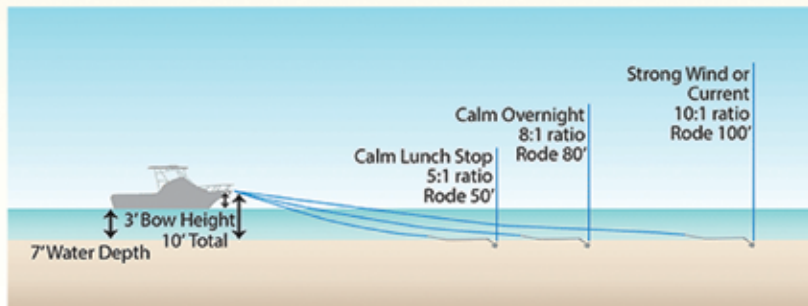 Strong Wind or
Current
10:1 ratio
Rode 100'
Calm Overnight
8:1 ratio
Rode 80'
Calm Lunch Stop
5:1 ratio
Rode 50'
3' Bow Height
10' Total
7' Water Depth